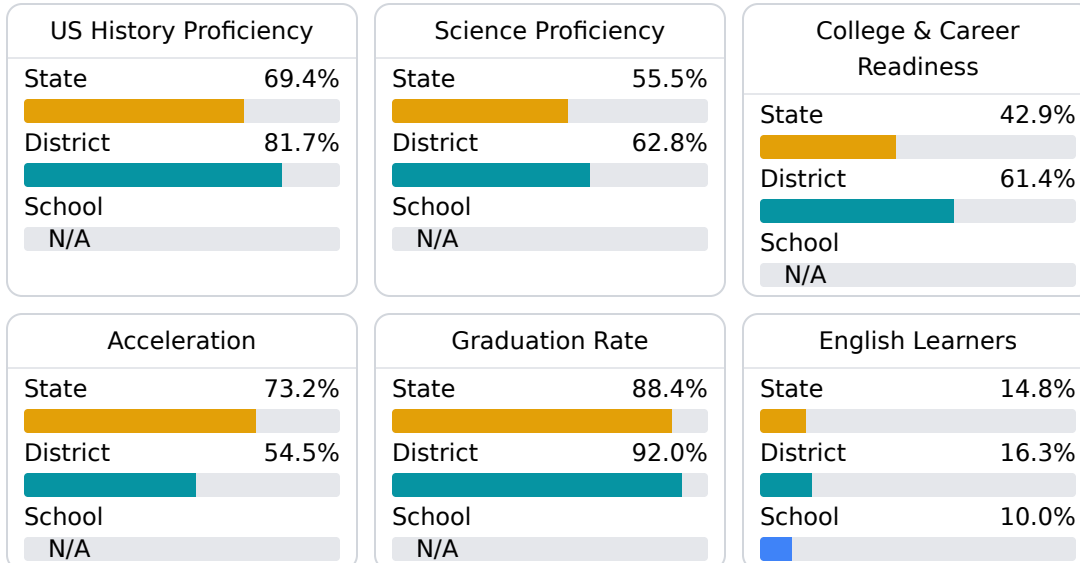 US History Proficiency
State 69.4%
District 81.7%
School
N/A
Science Proficiency
State 55.5%
District 62.8%
School
N/A
College & Career
Readiness
State 42.9%
District 61.4%
School
N/A
Acceleration
State 73.2%
District 54.5%
School
N/A
Graduation Rate
State 88.4%
District 92.0%
School
N/A
English Learners
State 14.8%
District 16.3%
School 10.0%